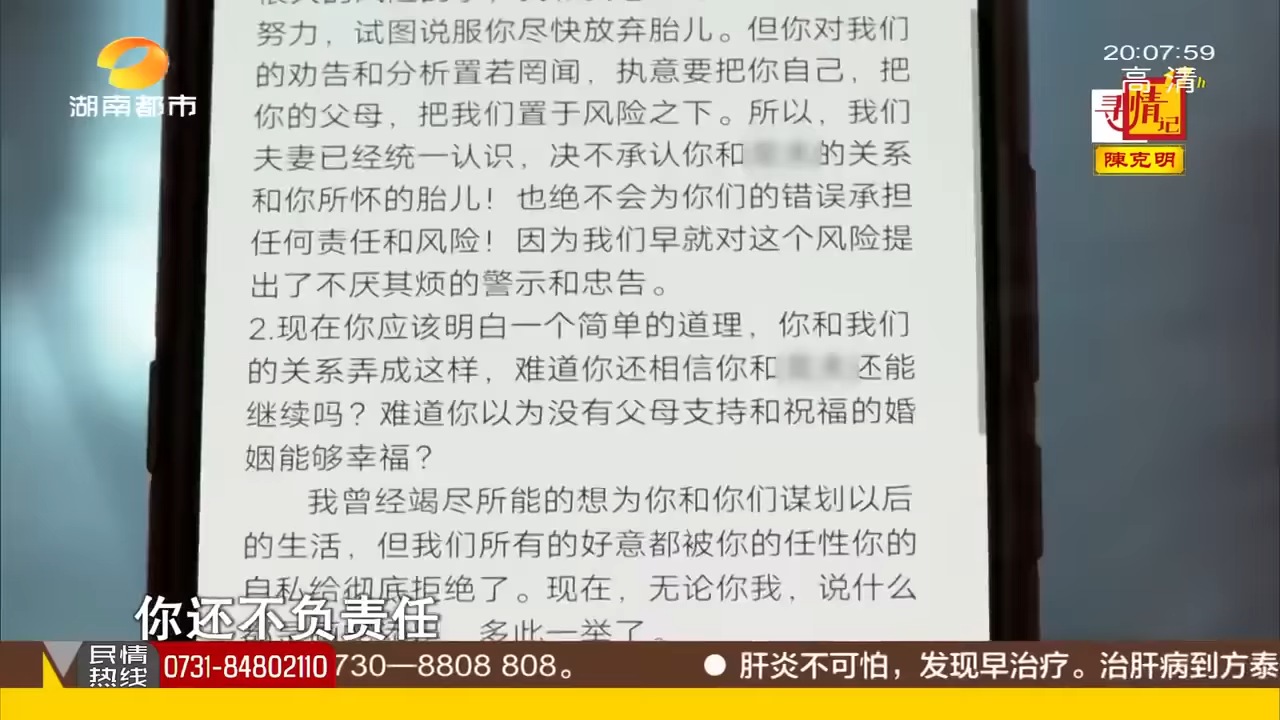 努力，试图说服你尽快放弃胎儿。但你对我们
的劝告和分析置若罔闻，执意要把你自己，把
你的父母，把我们置于风险之下。所以，我们
夫妻已经统一认识，决不承认你和
的关系
和你所怀的胎儿！也绝不会为你们的错误承担
任何责任和风险！因为我们早就对这个风险提
出了不厌其烦的警示和忠告。
2.现在你应该明白一个简单的道理，你和我们
的关系弄成这样，难道你还相信你和
还能
继续吗？难道你以为没有父母支持和祝福的婚
姻能够幸福？
我曾经竭尽所能的想为你和你们谋划以后
的生活，但我们所有的好意都被你的任性你的
自私给彻底拒绝了。现在，无论你我，说什么
多此一举了。
湖南都市
20:07:59
高清
寻情记
陳克明
你还不负责任
民情
热线
0731-84802110
730—8808 808。
●肝炎不可怕，发现早治疗。治肝病到方泰